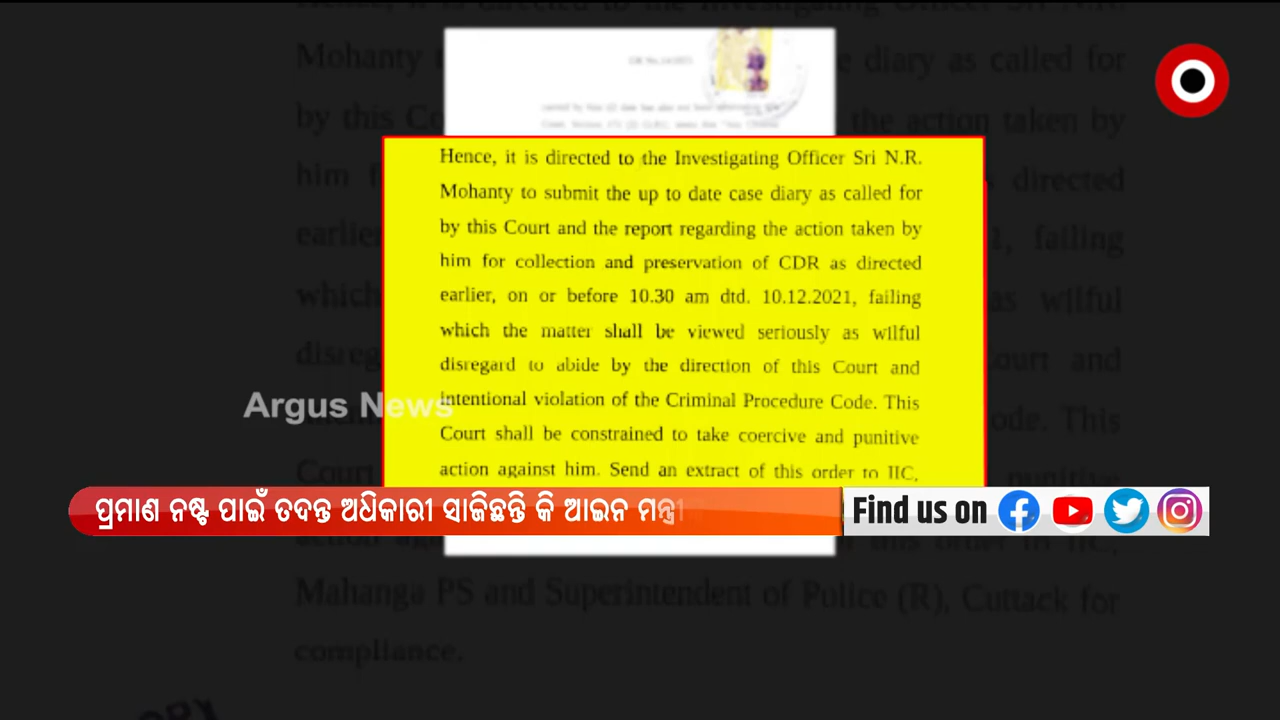 Hence, it is directed to the Investigating Officer Sri N.R.
Mohanty to submit the up to date case diary as called for
by this Court and the report regarding the action taken by
him for collection and preservation of CDR as directed
earlier, on or before 10.30 am dtd. 10.12.2021, failing
which the matter shall be viewed seriously as wilful
disregard to abide by the direction of this Court and
intentional violation of the Criminal Procedure Code. This
Court shall be constrained to take coercive and punitive
action against him. Send an extract of this order to IIC,
Argus News
ପ୍ରମାଣ ନଷ୍ଟ ପାଇଁ ତଦନ୍ତ ଅଧିକାରୀ ସାଜିଛନ୍ତି କି ଆଇନ ମନ୍ତ୍ରୀ
Find us on
Mahanga PS and Superintendent of Police (R), Cuttack for
compliance.